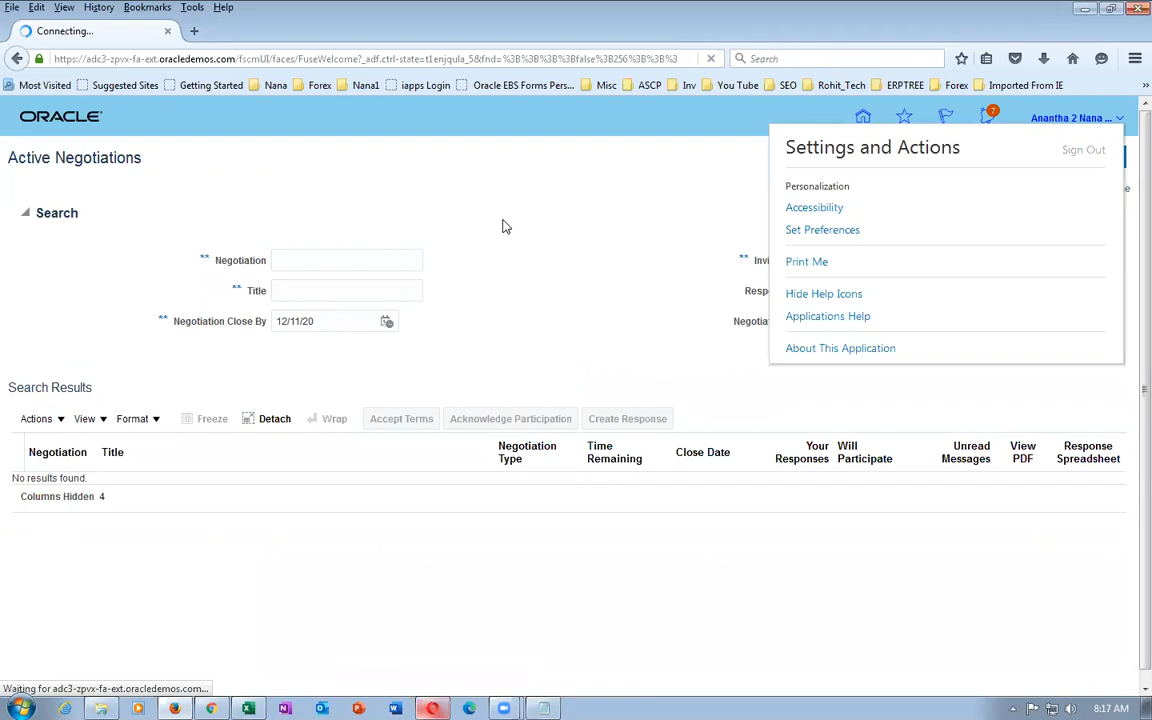 File Edit View History Bookmarks Tools Help
Connecting...
https://adc3-zpvx-fa-ext.oracledemos.com/fscmUI/faces/FuseWelcome?_adf.ctrl-state=t1enjqula_5&fnd=%3B%3B%3B%3Bfalse%3B256%3B%3B%3
Search
Most Visited Suggested Sites Getting Started Nana Forex Nana1 iapps Login Oracle EBS Forms Pers... Misc ASCP Inv You Tube SEO Rohit_Tech ERPTREE Forex Imported From IE »
ORACLE 7 Anantha 2 Nana ...
Active Negotiations
Settings and Actions Sign Out
Personalization
Accessibility
Set Preferences
Print Me
Hide Help Icons
Applications Help
About This Application
Search
** Negotiation ** Invi
** Title Resp
** Negotiation Close By 12/11/20 Negotia
Search Results
Actions View Format Freeze Detach Wrap Accept Terms Acknowledge Participation Create Response
Negotiation Title Negotiation Type Time Remaining Close Date Your Responses Will Participate Unread Messages View PDF Response Spreadsheet
No results found.
Columns Hidden 4
Waiting for adc3-zpvx-fa-ext.oracledemos.com...
8:17 AM